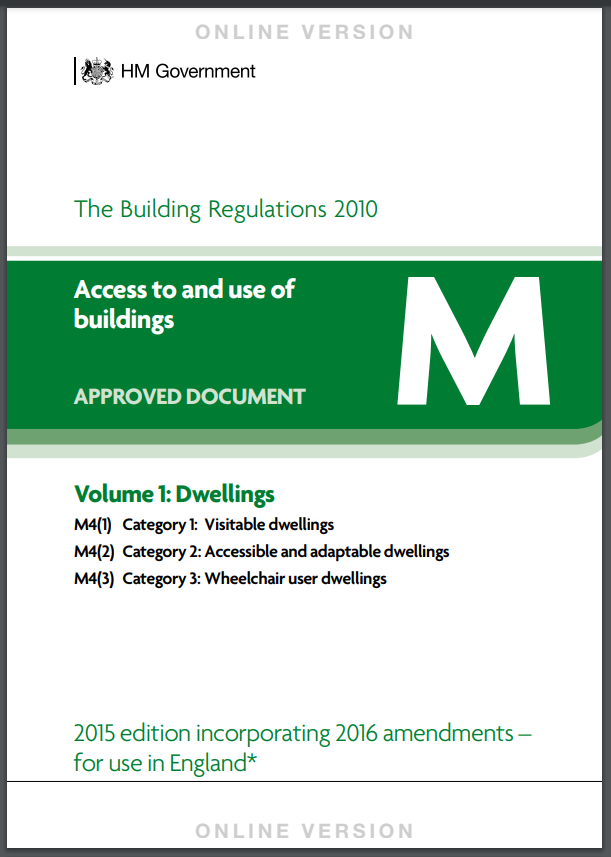 ONLINE VERSION
HM Government
The Building Regulations 2010
Access to and use of
buildings
M
APPROVED DOCUMENT
Volume 1: Dwellings
M4(1) Category 1: Visitable dwellings
M4(2) Category 2: Accessible and adaptable dwellings
M4(3) Category 3: Wheelchair user dwellings
2015 edition incorporating 2016 amendments –
for use in England*
ONLINE VERSION